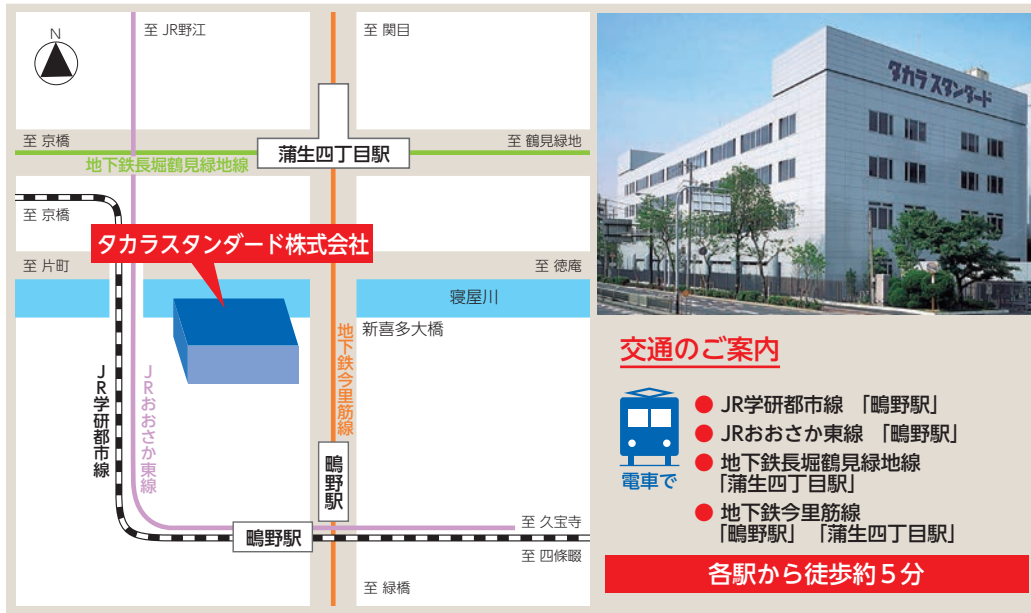 N
至 JR野江
至 関目
至 京橋
蒲生四丁目駅
至 鶴見緑地
地下鉄長堀鶴見緑地線
至 京橋
タカラスタンダード株式会社
至 片町
至 徳庵
寝屋川
新喜多大橋
地下鉄今里筋線
JR学研都市線
JRおおさか東線
鴫野駅
至 久宝寺
鴫野駅
至 四條畷
至 緑橋
タカラスタンダード
交通のご案内
電車で
● JR学研都市線 「鴫野駅」
● JRおおさか東線 「鴫野駅」
● 地下鉄長堀鶴見緑地線
「蒲生四丁目駅」
● 地下鉄今里筋線
「鴫野駅」 「蒲生四丁目駅」
各駅から徒歩約5分